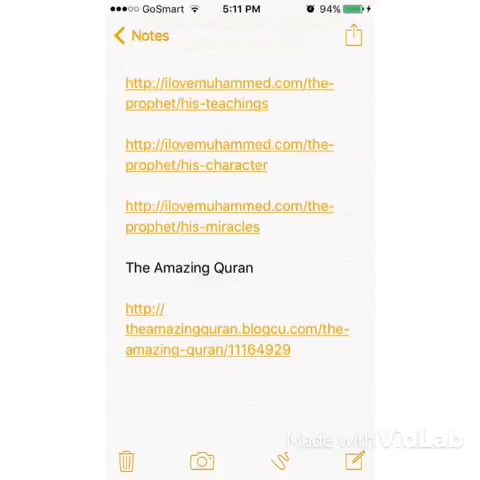 GoSmart 5:11 PM 94%
Notes
http://ilovemuhammed.com/the-
prophet/his-teachings
http://ilovemuhammed.com/the-
prophet/his-character
http://ilovemuhammed.com/the-
prophet/his-miracles
The Amazing Quran
http://
theamazingquran.blogcu.com/the-
amazing-quran/11164929
Made with VidLab